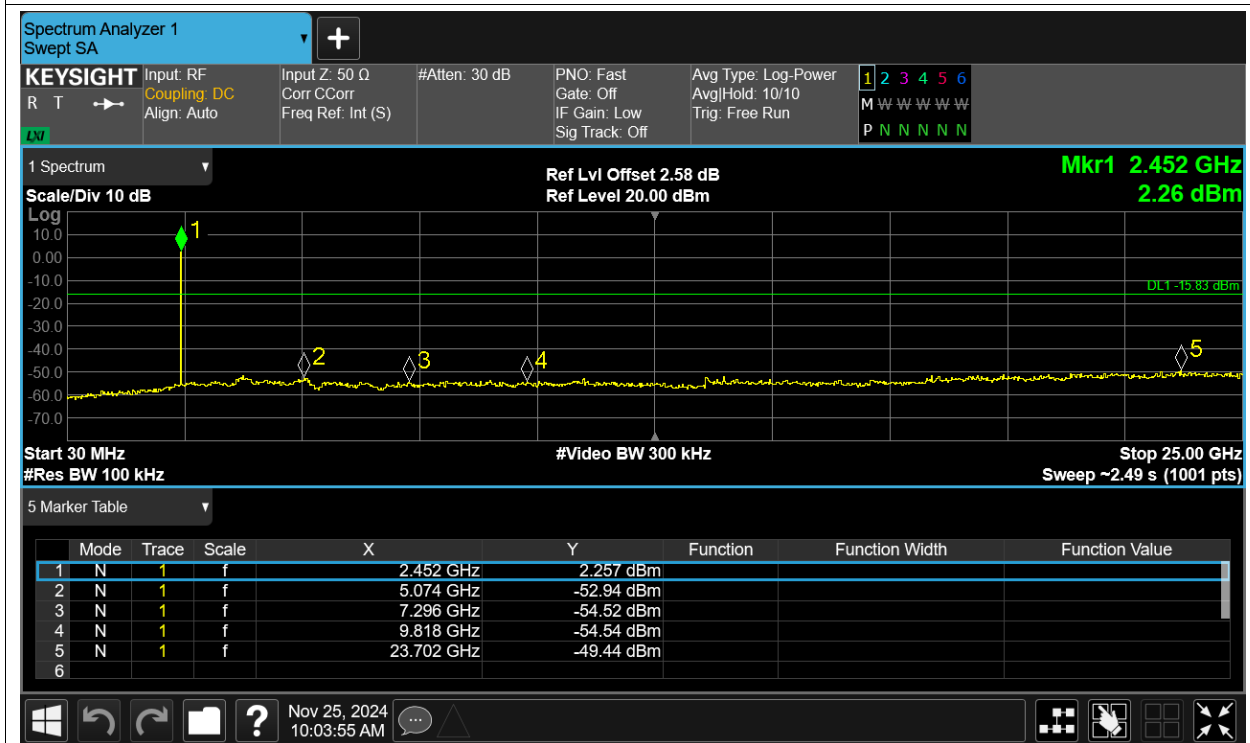 Spectrum Analyzer 1
Swept SA
+
KEYSIGHT
R T
LXI
Input: RF
Coupling: DC
Align: Auto
Input Z: 50 Ω
Corr CCorr
Freq Ref: Int (S)
#Atten: 30 dB
PNO: Fast
Gate: Off
IF Gain: Low
Sig Track: Off
Avg Type: Log-Power
Avg|Hold: 10/10
Trig: Free Run
1 2 3 4 5 6
M W W W W W
P N N N N N
1 Spectrum
Scale/Div 10 dB
Ref Lvl Offset 2.58 dB
Ref Level 20.00 dBm
Mkr1 2.452 GHz
2.26 dBm
Log
10.0
0.00
-10.0
-20.0
-30.0
-40.0
-50.0
-60.0
-70.0
1
2
3
4
5
DL1 -15.83 dBm
Start 30 MHz
#Video BW 300 kHz
Stop 25.00 GHz
#Res BW 100 kHz
Sweep ~2.49 s (1001 pts)
5 Marker Table
Mode Trace Scale X Y Function Function Width Function Value
1 N 1 f 2.452 GHz 2.257 dBm
2 N 1 f 5.074 GHz -52.94 dBm
3 N 1 f 7.296 GHz -54.52 dBm
4 N 1 f 9.818 GHz -54.54 dBm
5 N 1 f 23.702 GHz -49.44 dBm
6
?
Nov 25, 2024
10:03:55 AM